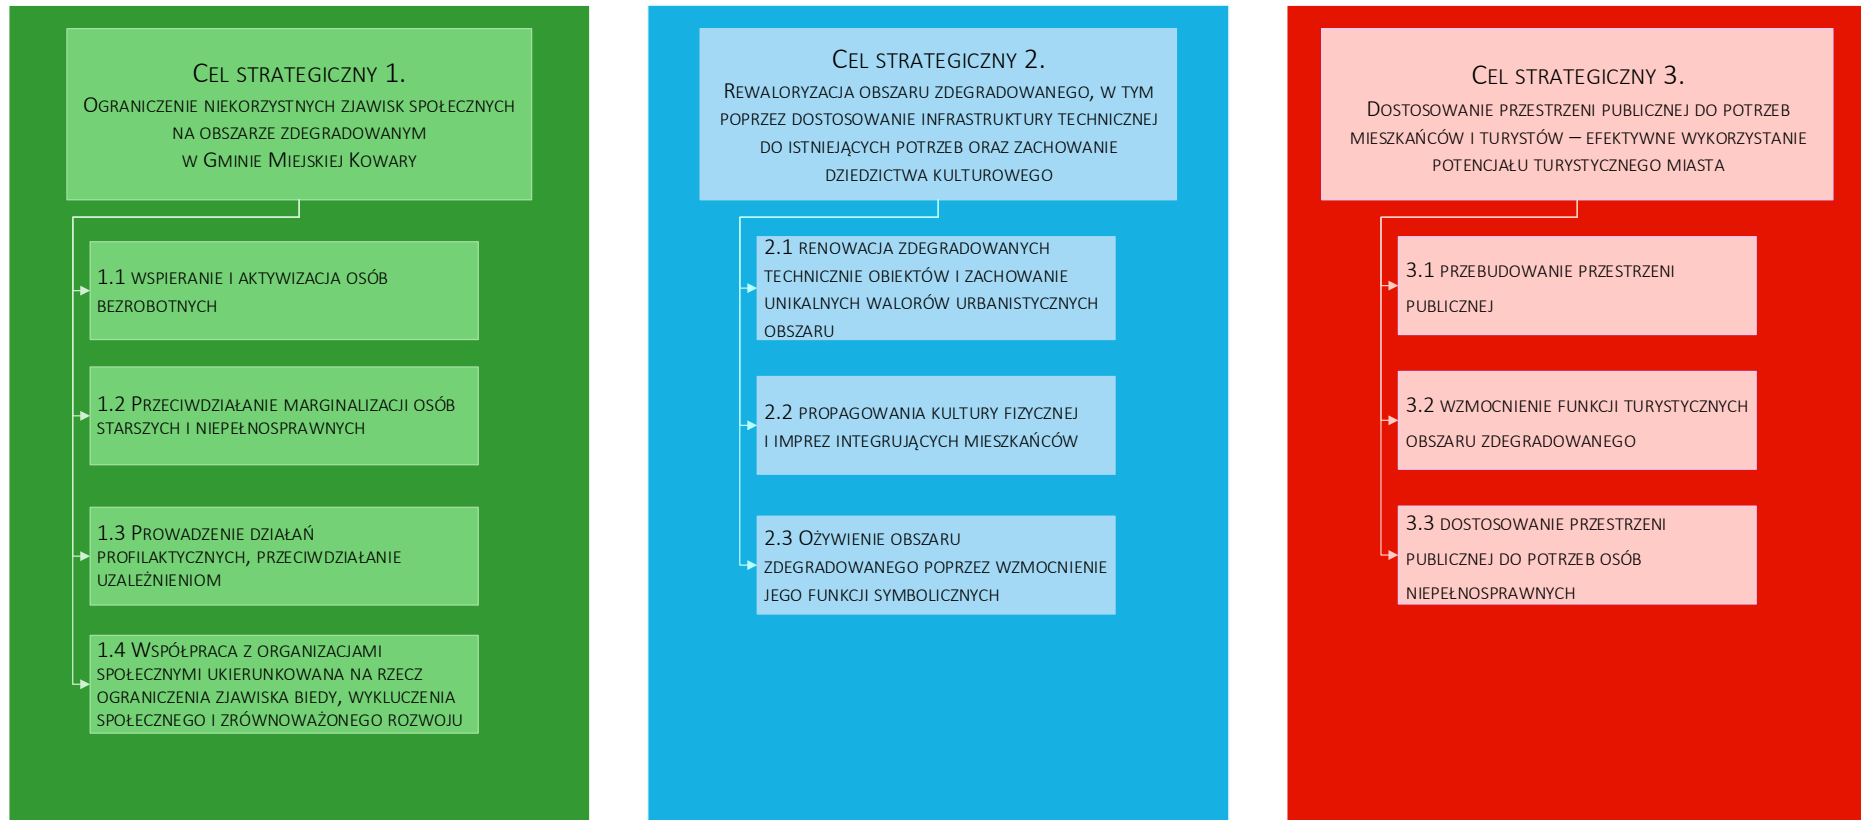 Cel strategiczny 1.
Ograniczenie niekorzystnych zjawisk społecznych
na obszarze zdegradowanym
w Gminie Miejskiej Kowary
1.1 wspieranie i aktywizacja osób
bezrobotnych
1.2 Przeciwdziałanie marginalizacji osób
starszych i niepełnosprawnych
1.3 Prowadzenie działań
profilaktycznych, przeciwdziałanie
uzależnieniom
1.4 Współpraca z organizacjami
społecznymi ukierunkowana na rzecz
ograniczenia zjawiska biedy, wykluczenia
społecznego i zrównoważonego rozwoju
Cel strategiczny 2.
Rewaloryzacja obszaru zdegradowanego, w tym
poprzez dostosowanie infrastruktury technicznej
do istniejących potrzeb oraz zachowanie
dziedzictwa kulturowego
2.1 renowacja zdegradowanych
technicznie obiektów i zachowanie
unikalnych walorów urbanistycznych
obszaru
2.2 propagowania kultury fizycznej
i imprez integrujących mieszkańców
2.3 Ożywienie obszaru
zdegradowanego poprzez wzmocnienie
jego funkcji symbolicznych
Cel strategiczny 3.
Dostosowanie przestrzeni publicznej do potrzeb
mieszkańców i turystów – efektywne wykorzystanie
potencjału turystycznego miasta
3.1 przebudowanie przestrzeni
publicznej
3.2 wzmocnienie funkcji turystycznych
obszaru zdegradowanego
3.3 dostosowanie przestrzeni
publicznej do potrzeb osób
niepełnosprawnych